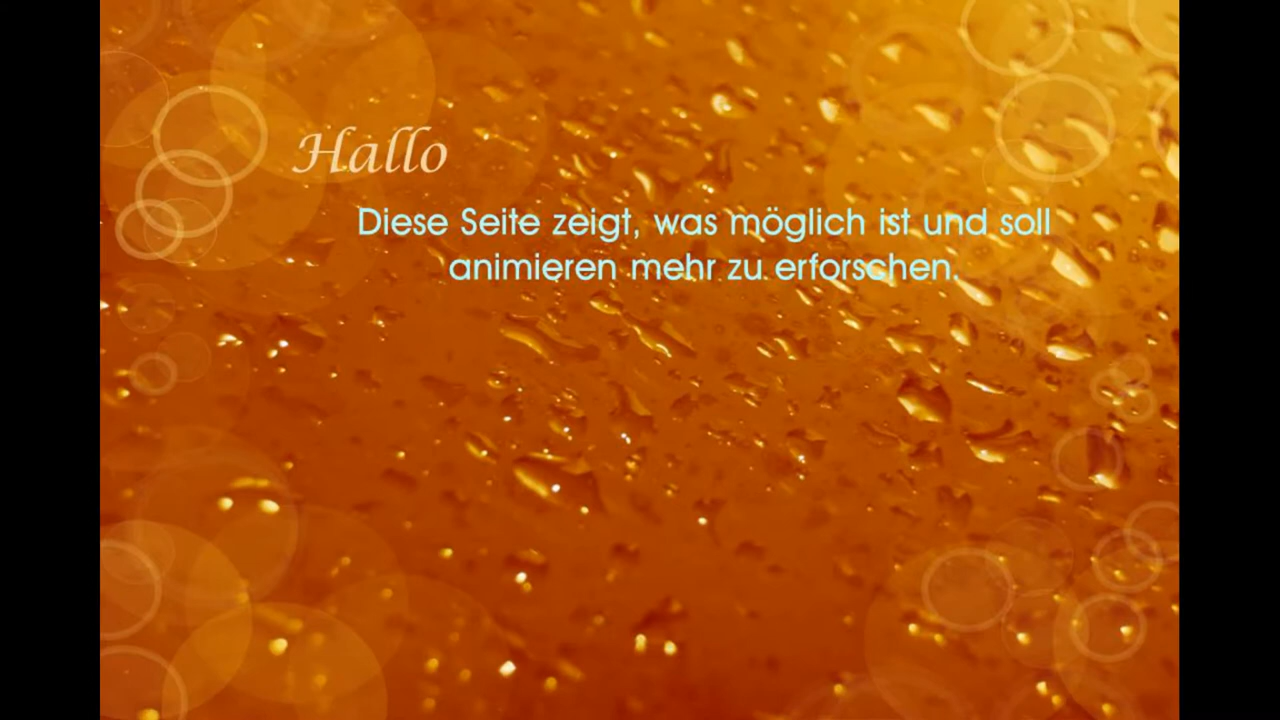 Hallo
Diese Seite zeigt, was möglich ist und soll
animieren mehr zu erforschen.